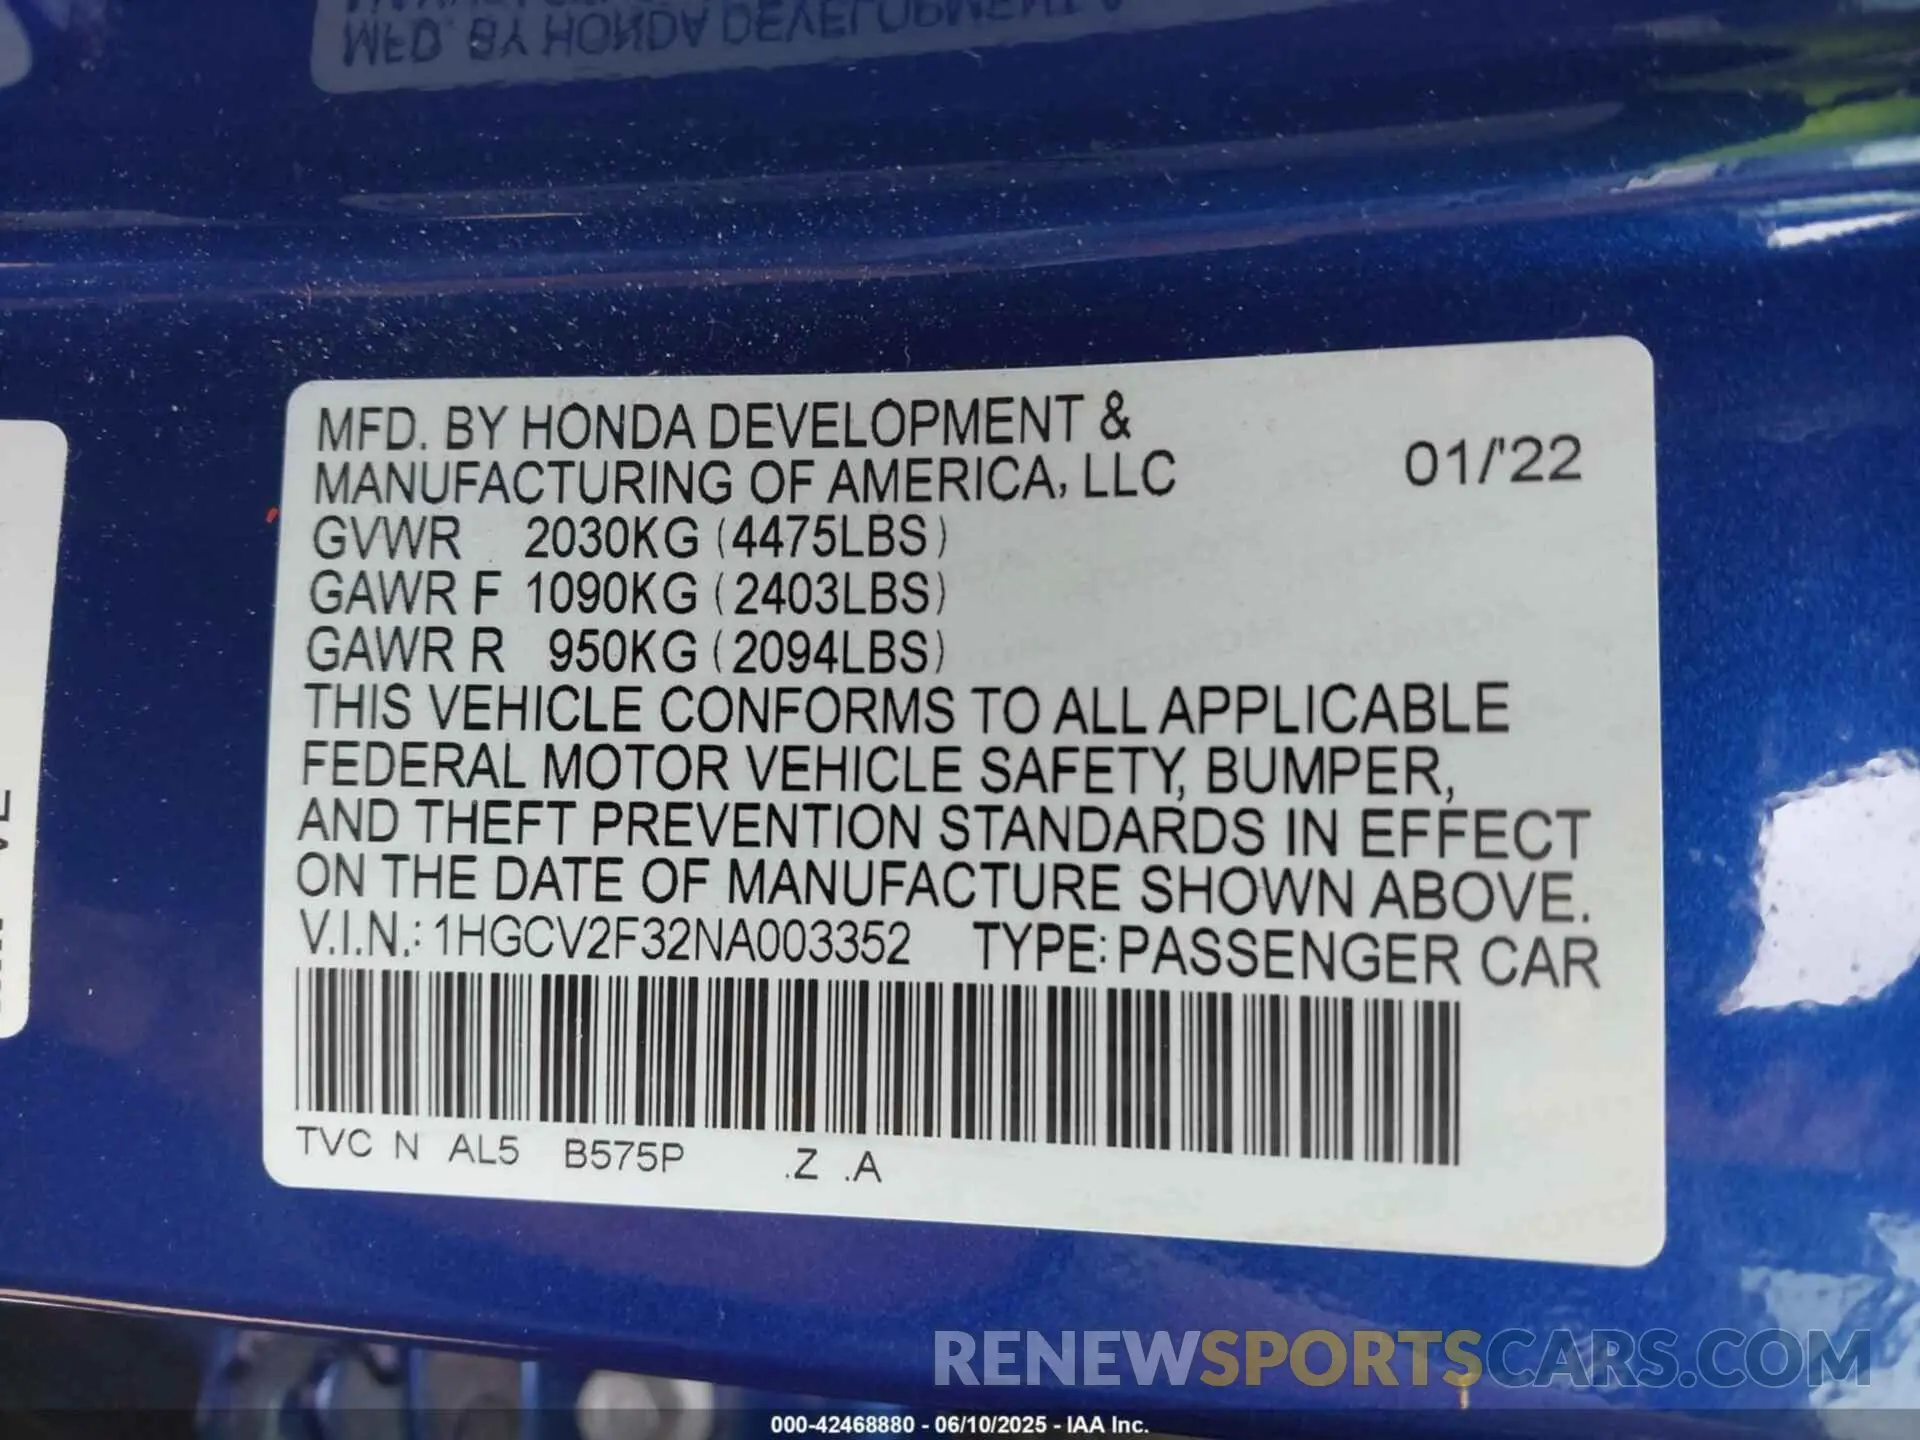 MFD. BY HONDA DEVELOPMENT
MFD. BY HONDA DEVELOPMENT &
MANUFACTURING OF AMERICA, LLC
01/'22
GVWR 2030KG (4475LBS)
GAWR F 1090KG (2403LBS)
GAWR R 950KG (2094LBS)
THIS VEHICLE CONFORMS TO ALL APPLICABLE
FEDERAL MOTOR VEHICLE SAFETY, BUMPER,
AND THEFT PREVENTION STANDARDS IN EFFECT
ON THE DATE OF MANUFACTURE SHOWN ABOVE.
V.I.N.: 1HGCV2F32NA003352 TYPE: PASSENGER CAR
TVC N AL5 B575P .Z .A
RENEWSPORTSCARS.COM
000-42468880 - 06/10/2025 - IAA Inc.